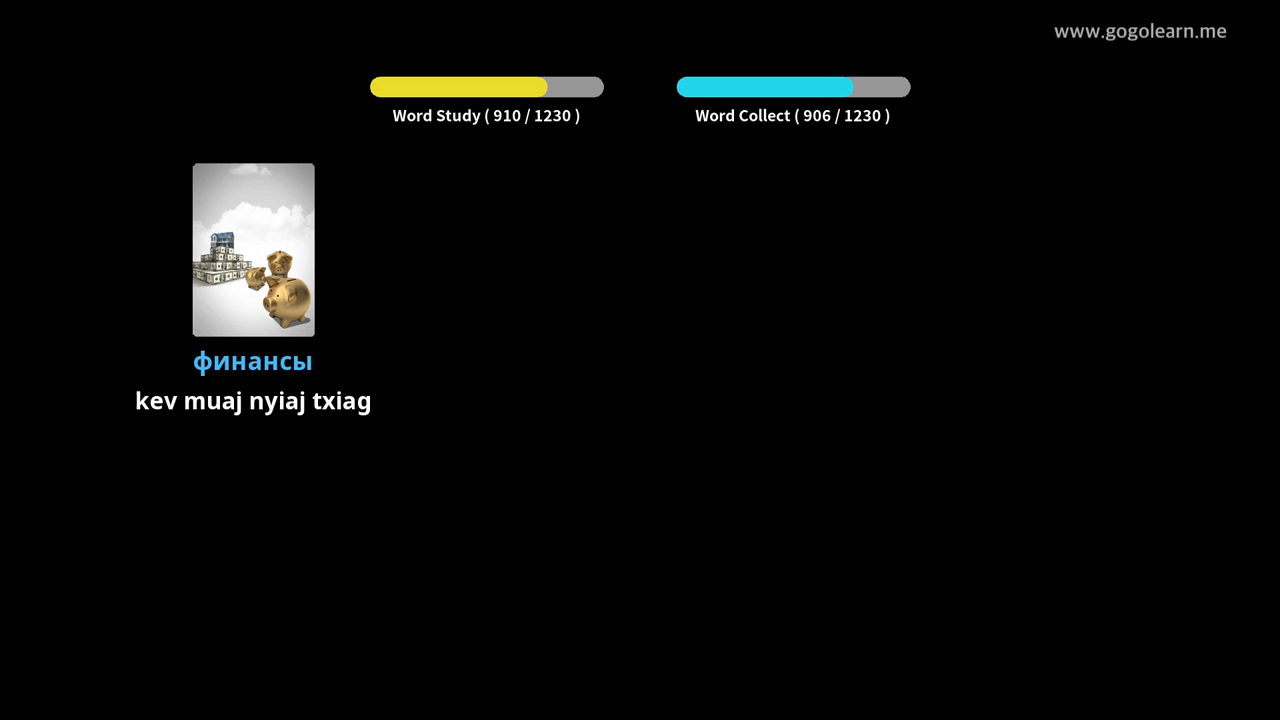 www.gogolearn.me
Word Study ( 910 / 1230 )
Word Collect ( 906 / 1230 )
финансы
kev muaj nyiaj txiag